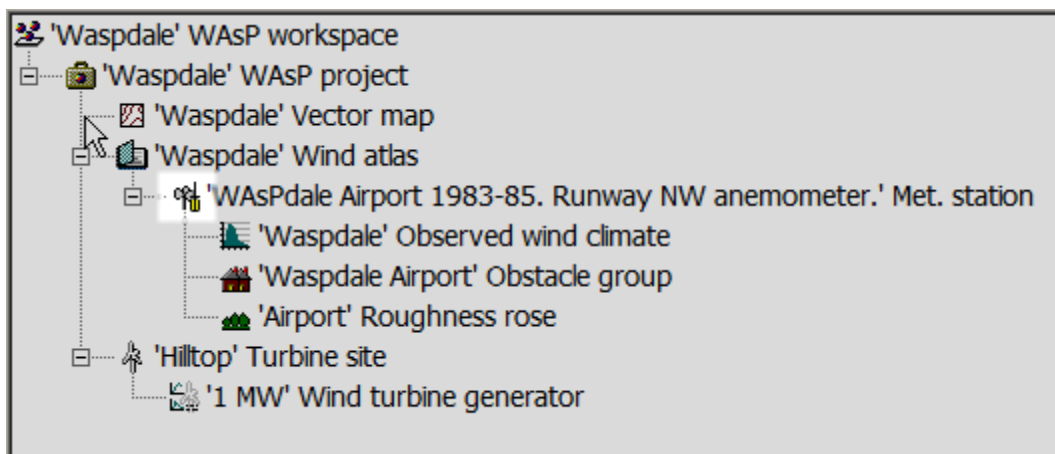 'Waspdale' WAsP workspace
'Waspdale' WAsP project
'Waspdale' Vector map
'Waspdale' Wind atlas
'WAsPdale Airport 1983-85. Runway NW anemometer.' Met. station
'Waspdale' Observed wind climate
'Waspdale Airport' Obstacle group
'Airport' Roughness rose
'Hilltop' Turbine site
'1 MW' Wind turbine generator